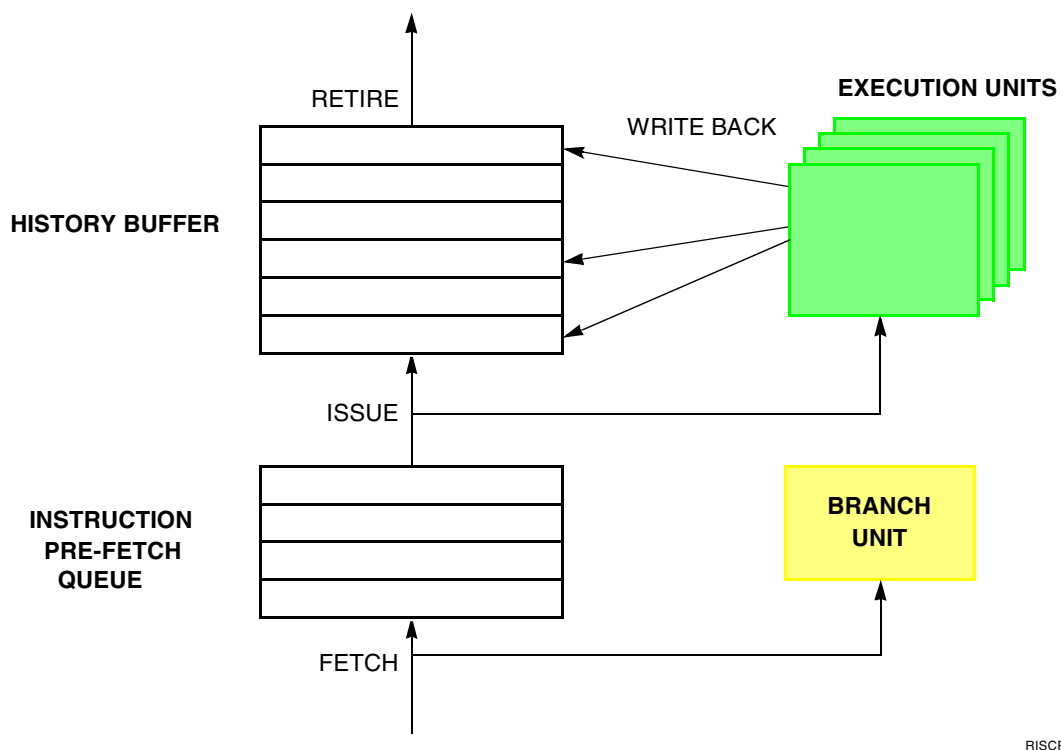 RETIRE
EXECUTION UNITS
WRITE BACK
HISTORY BUFFER
ISSUE
INSTRUCTION
PRE-FETCH
QUEUE
BRANCH
UNIT
FETCH